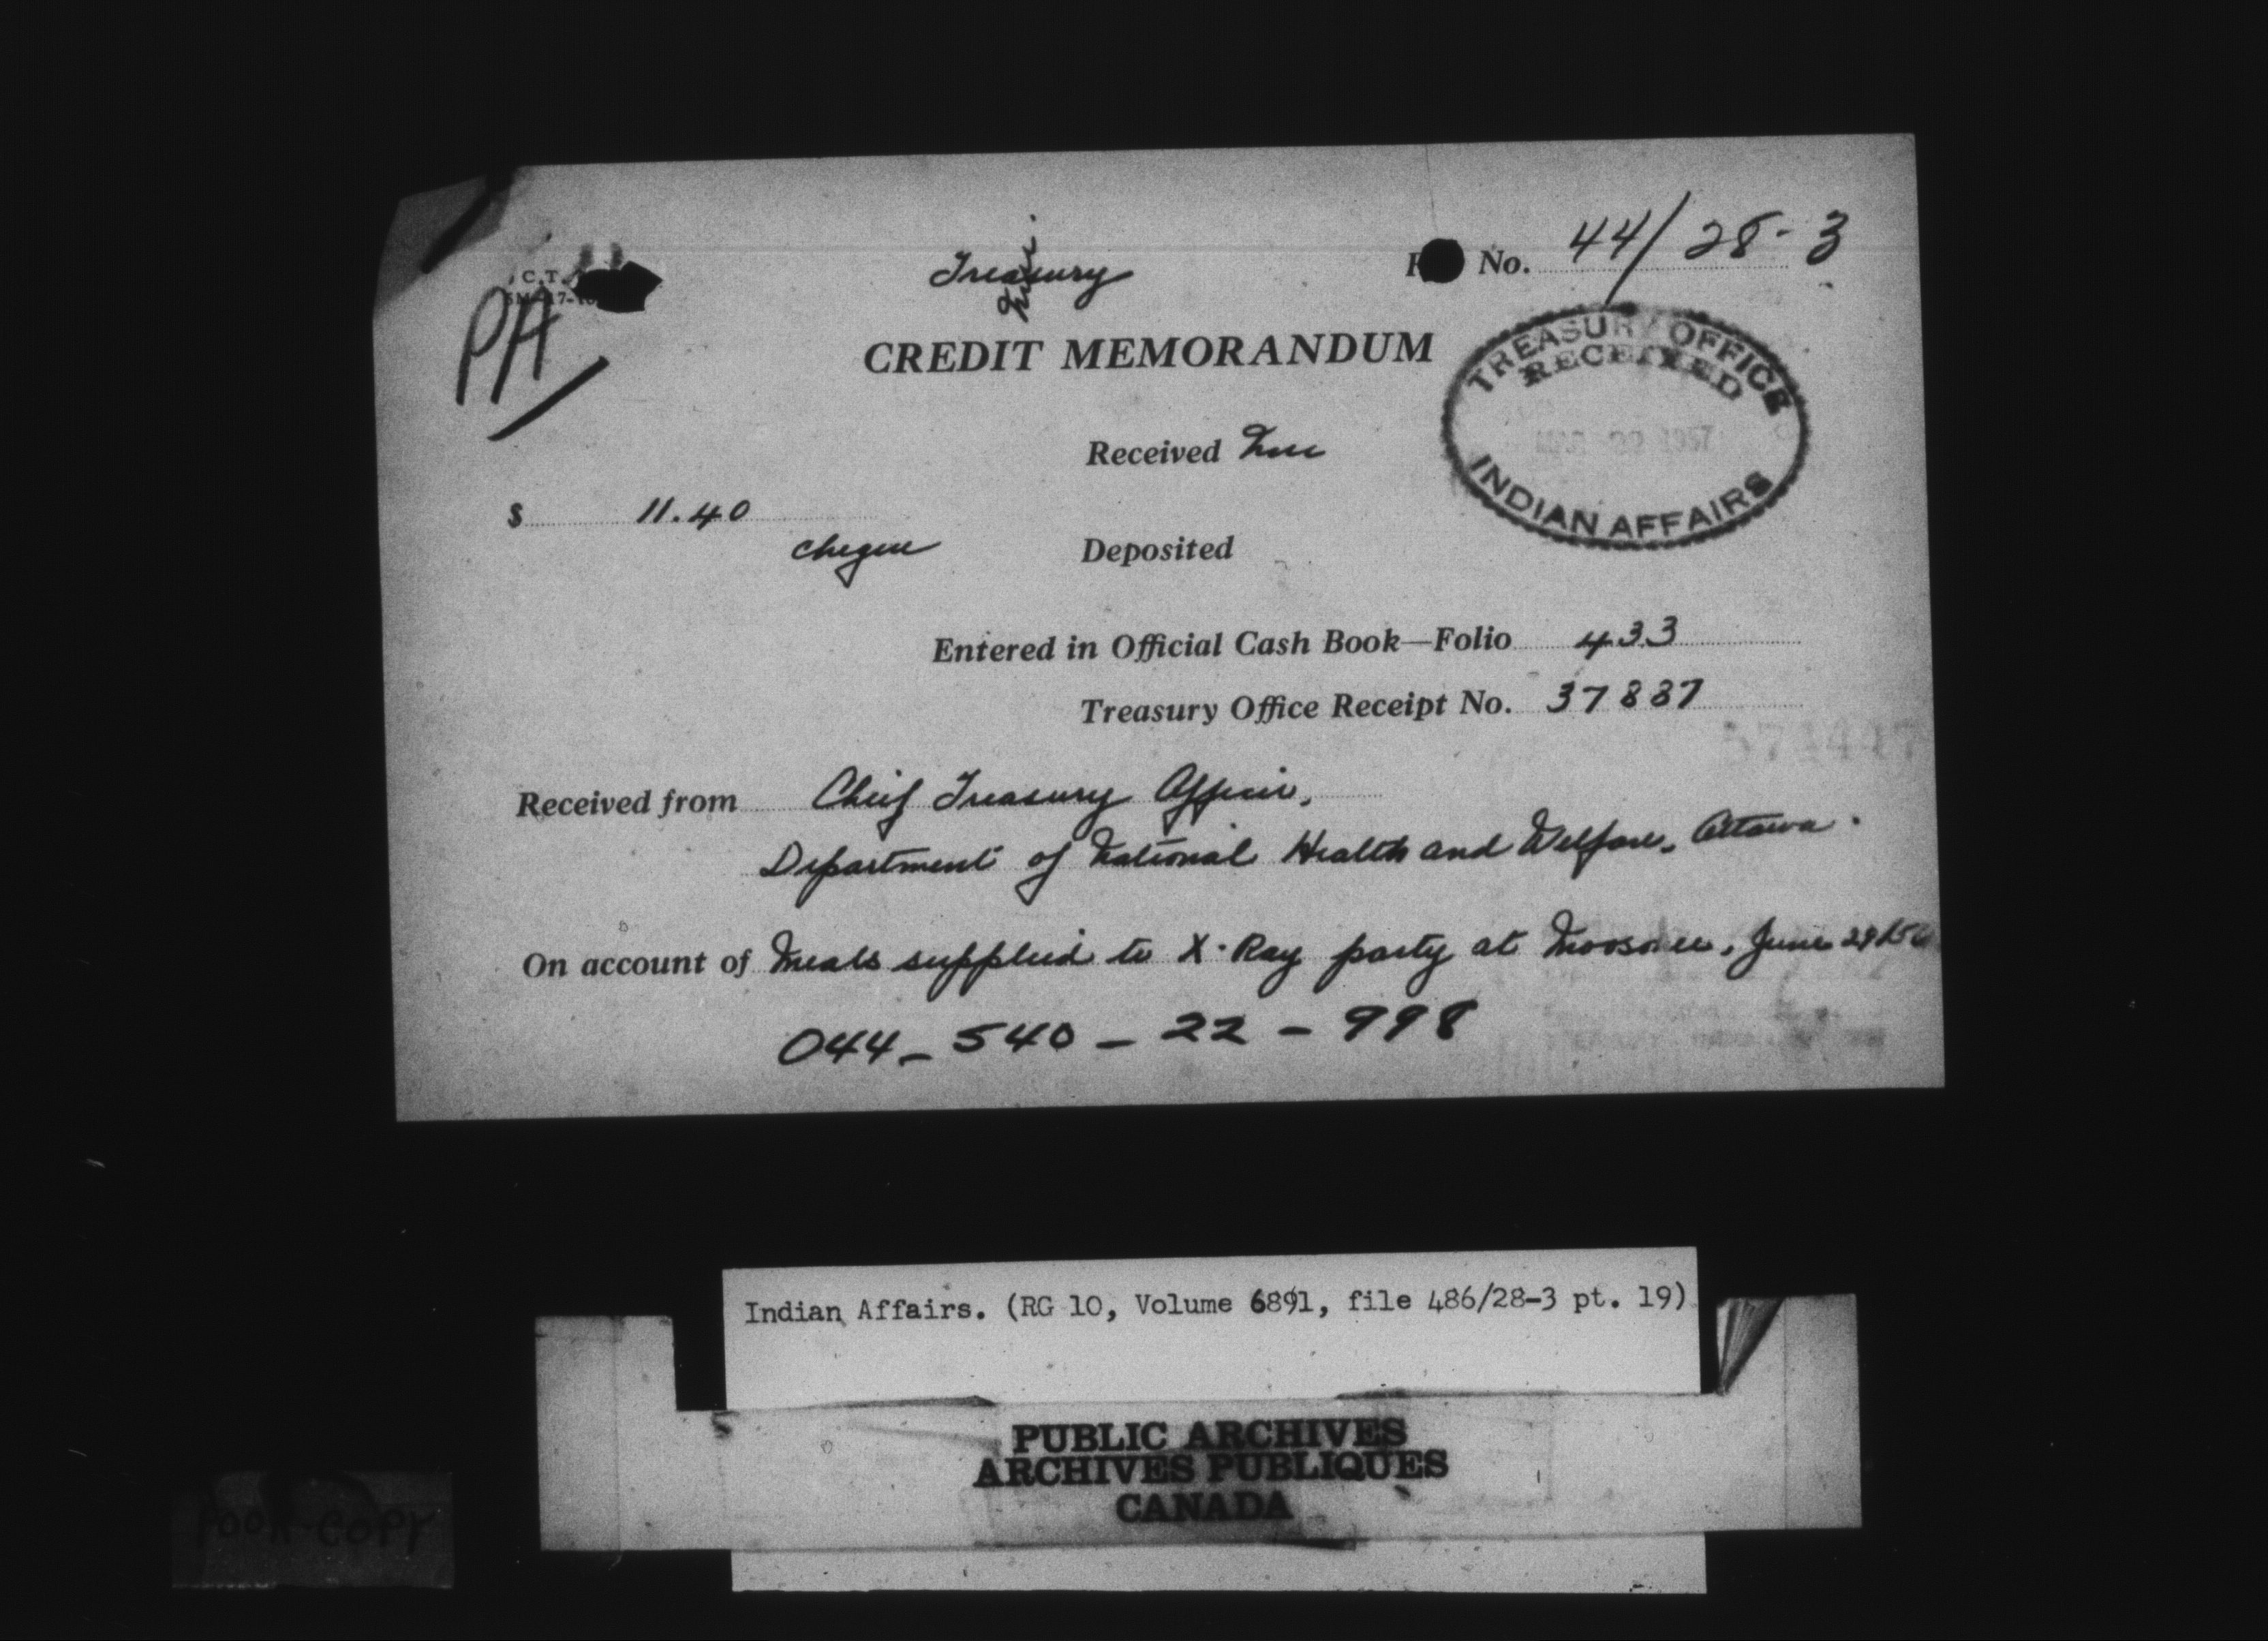 C.T.
PA
Treasury
No. 44/28-3
CREDIT MEMORANDUM
TREASURY OFFICE
RECEIVED
1957
INDIAN AFFAIRS
Received
$ 11.40
cheque
Deposited
Entered in Official Cash Book—Folio 433
Treasury Office Receipt No. 37887
Received from Chief Treasury Officer,
Department of National Health and Welfare, Ottawa.
On account of Meals supplied to X-Ray party at Moosonee, June
044-540-22-998
Indian Affairs. (RG 10, Volume 6891, file 486/28-3 pt. 19)
PUBLIC ARCHIVES
ARCHIVES PUBLIQUES
CANADA
POOR COPY